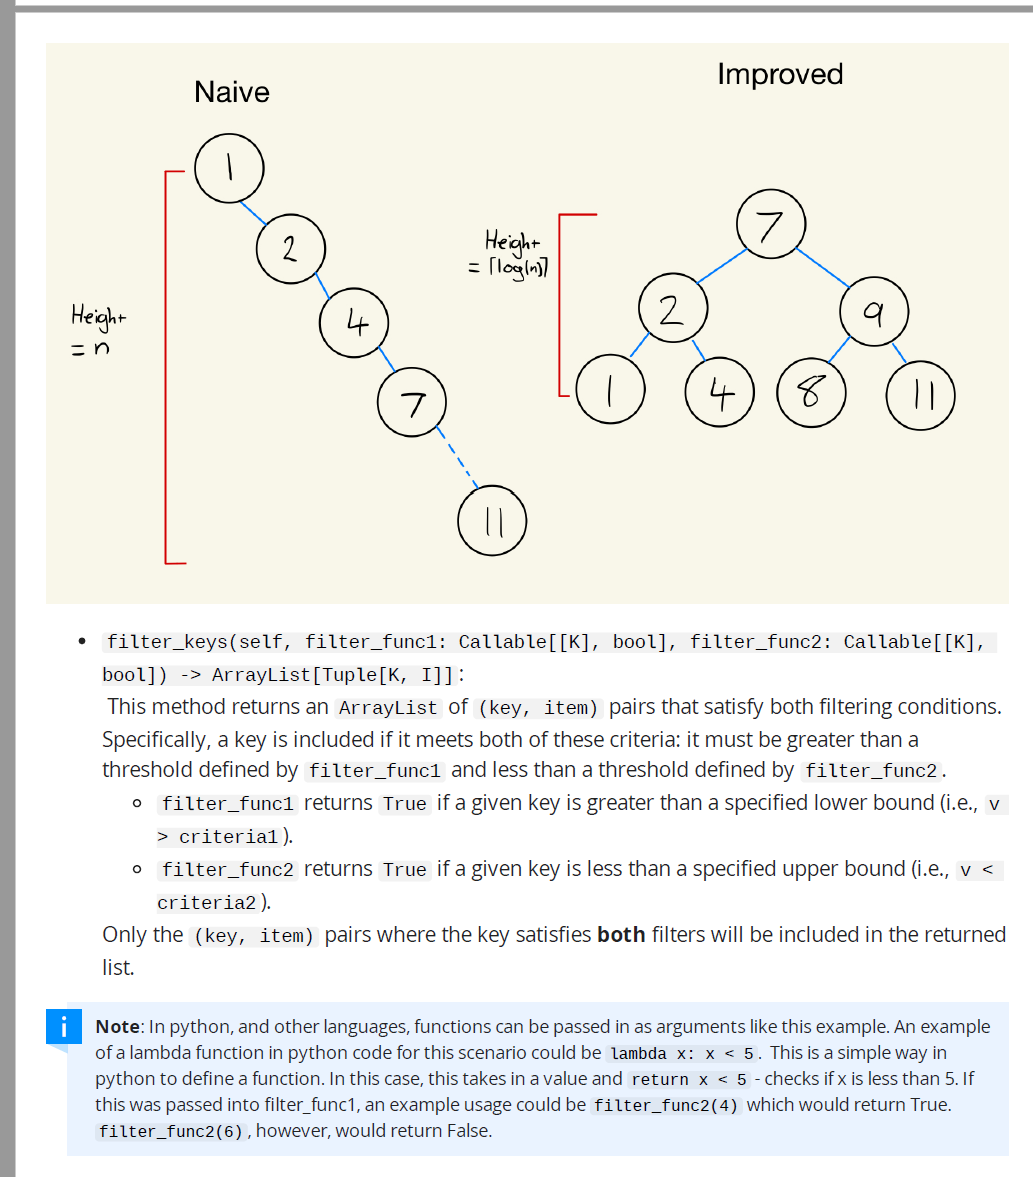 Naive
Improved
1
2
4
7
11
Height
= n
Height
= ⌈log(n)⌉
7
2
9
1
4
8
11
• filter_keys(self, filter_func1: Callable[[K], bool], filter_func2: Callable[[K],
bool]) -> ArrayList[Tuple[K, I]]:
This method returns an ArrayList of (key, item) pairs that satisfy both filtering conditions.
Specifically, a key is included if it meets both of these criteria: it must be greater than a
threshold defined by filter_func1 and less than a threshold defined by filter_func2.
◦ filter_func1 returns True if a given key is greater than a specified lower bound (i.e., v
> criteria1).
◦ filter_func2 returns True if a given key is less than a specified upper bound (i.e., v <
criteria2).
Only the (key, item) pairs where the key satisfies both filters will be included in the returned
list.
i
Note: In python, and other languages, functions can be passed in as arguments like this example. An example
of a lambda function in python code for this scenario could be lambda x: x < 5. This is a simple way in
python to define a function. In this case, this takes in a value and return x < 5 - checks if x is less than 5. If
this was passed into filter_func1, an example usage could be filter_func2(4) which would return True.
filter_func2(6), however, would return False.